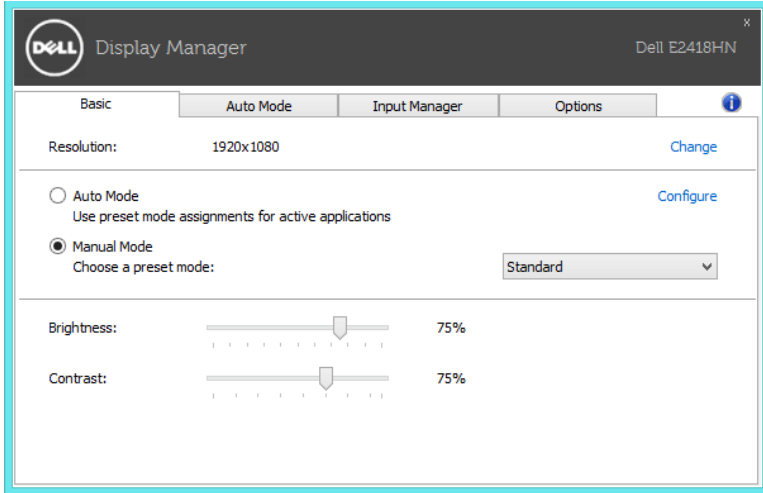 x
DELL Display Manager Dell E2418HN
Basic Auto Mode Input Manager Options i
Resolution: 1920x1080 Change
Auto Mode Configure
Use preset mode assignments for active applications
Manual Mode
Choose a preset mode: Standard
Brightness: 75%
Contrast: 75%